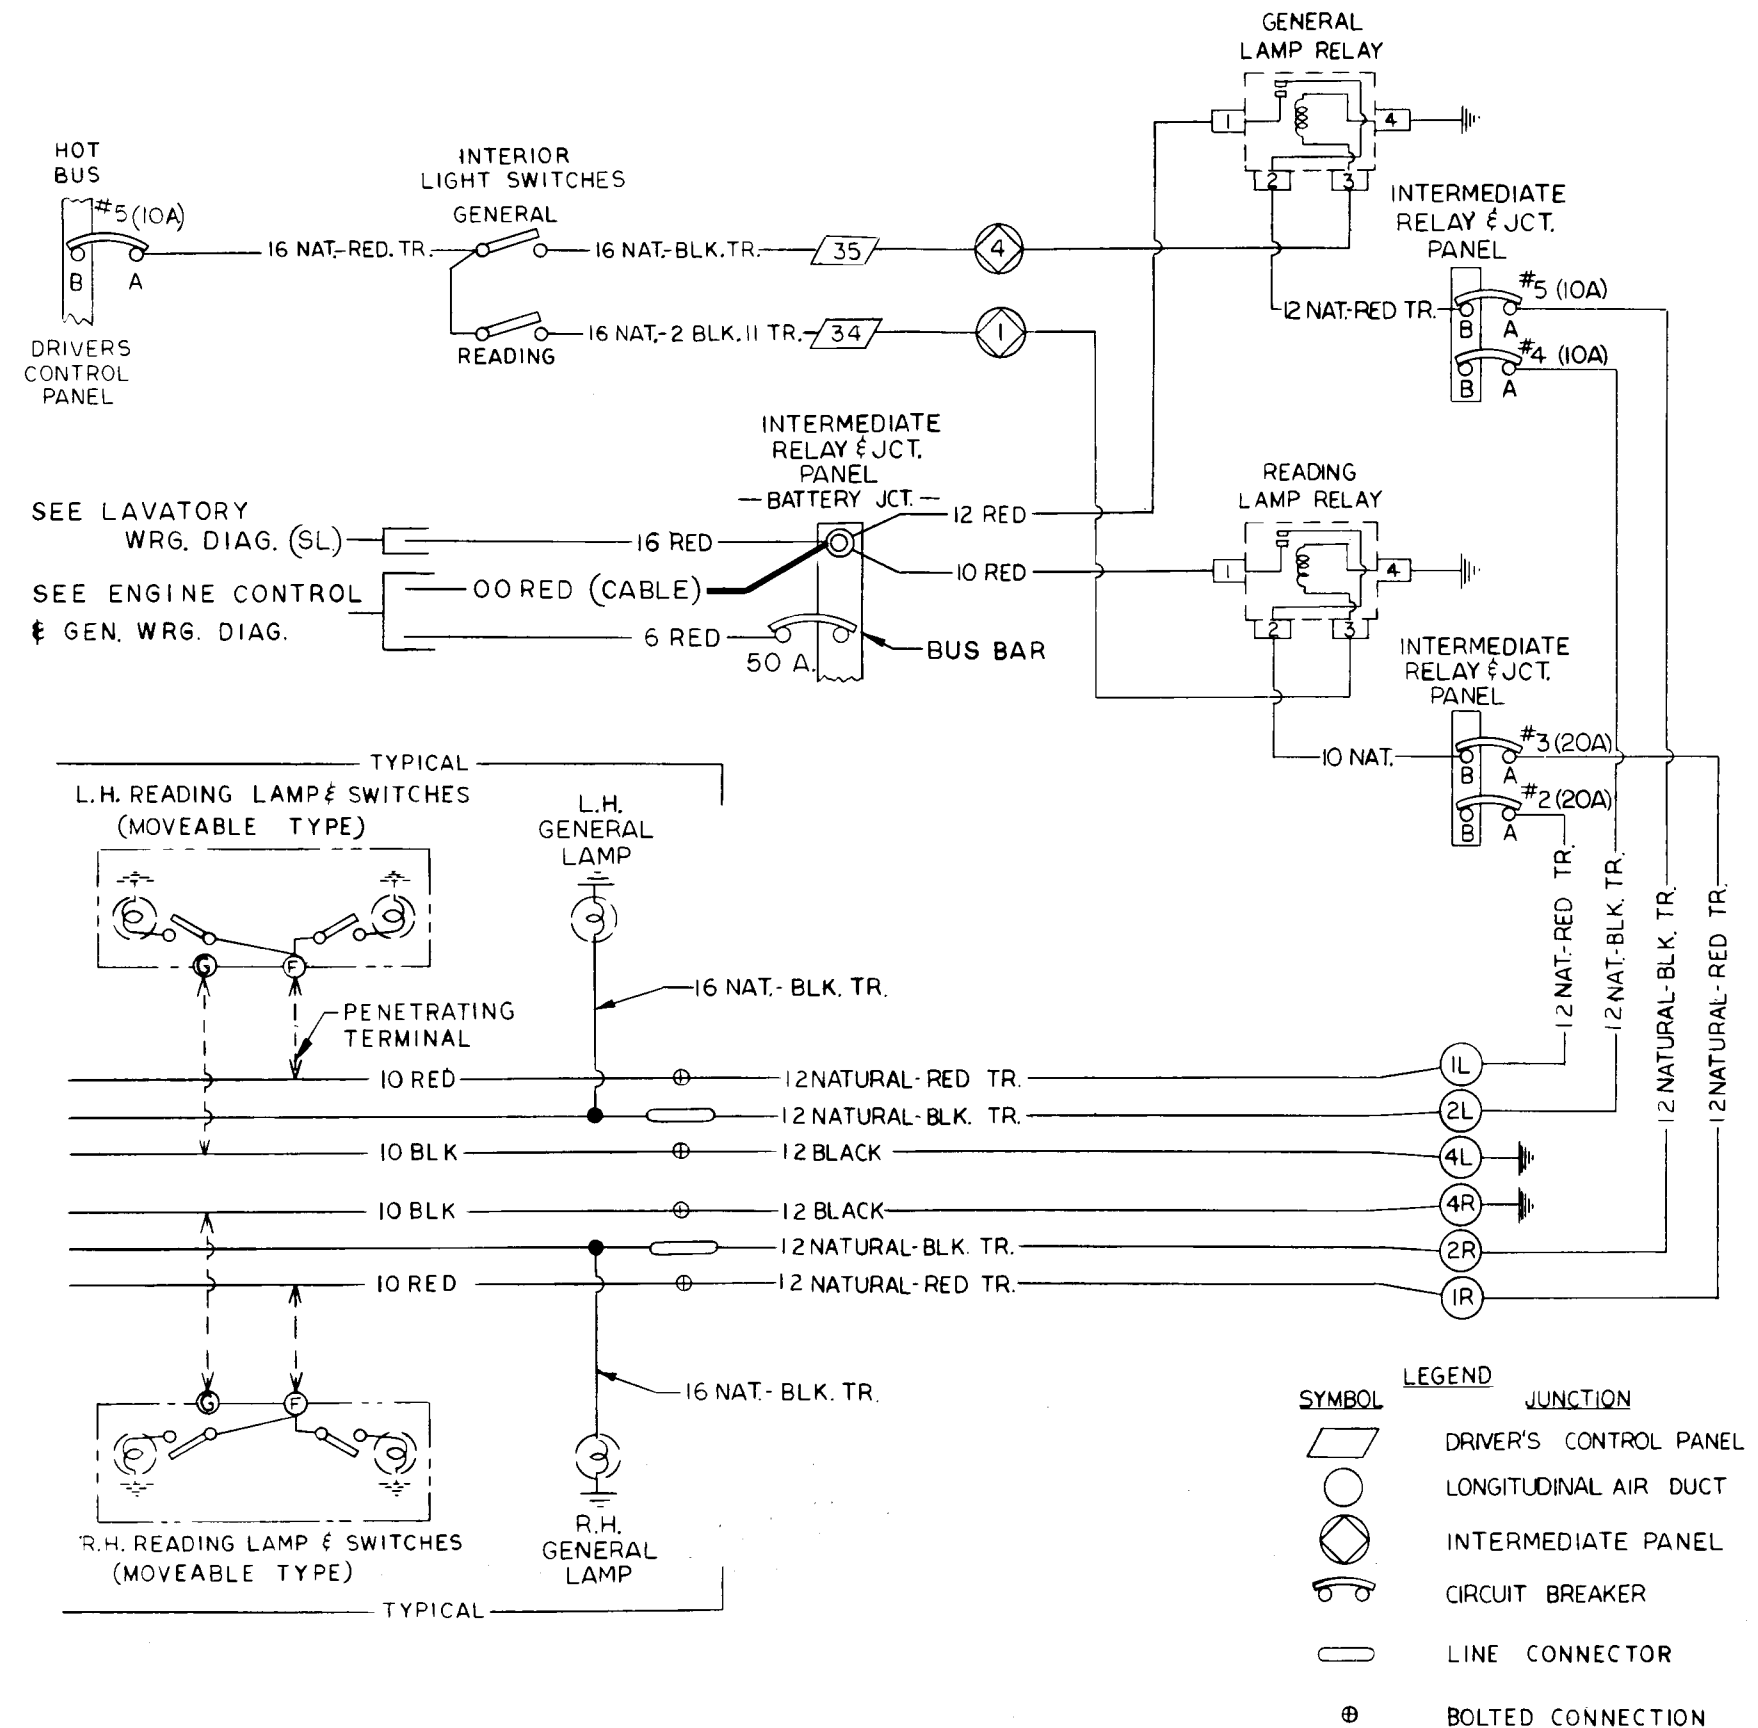 GENERAL
LAMP RELAY
1
4
2
3
HOT
BUS
#5 (10A)
B
A
DRIVERS
CONTROL
PANEL
16 NAT.-RED. TR.
INTERIOR
LIGHT SWITCHES
GENERAL
READING
16 NAT.-BLK. TR.
35
4
16 NAT.-2 BLK. 11 TR.
34
1
INTERMEDIATE
RELAY & JCT.
PANEL
12 NAT.-RED TR.
#5 (10A)
B
A
#4 (10A)
B
A
INTERMEDIATE
RELAY & JCT.
PANEL
BATTERY JCT.
12 RED
10 RED
SEE LAVATORY
WRG. DIAG. (SL.)
16 RED
SEE ENGINE CONTROL
& GEN. WRG. DIAG.
00 RED (CABLE)
6 RED
50 A.
BUS BAR
READING
LAMP RELAY
1
4
2
3
INTERMEDIATE
RELAY & JCT.
PANEL
10 NAT.
#3 (20A)
B
A
#2 (20A)
B
A
12 NAT.-RED TR.
12 NAT.-BLK. TR.
12 NATURAL-BLK. TR.
12 NATURAL-RED TR.
TYPICAL
L.H. READING LAMP & SWITCHES
(MOVEABLE TYPE)
G
F
L.H.
GENERAL
LAMP
16 NAT.-BLK. TR.
PENETRATING
TERMINAL
10 RED
12 NATURAL-RED TR.
1L
12 NATURAL-BLK. TR.
2L
10 BLK
12 BLACK
4L
10 BLK
12 BLACK
4R
12 NATURAL-BLK. TR.
2R
10 RED
12 NATURAL-RED TR.
1R
G
F
16 NAT.-BLK. TR.
R.H. READING LAMP & SWITCHES
(MOVEABLE TYPE)
R.H.
GENERAL
LAMP
TYPICAL
LEGEND
SYMBOL JUNCTION
DRIVER'S CONTROL PANEL
LONGITUDINAL AIR DUCT
INTERMEDIATE PANEL
CIRCUIT BREAKER
LINE CONNECTOR
BOLTED CONNECTION